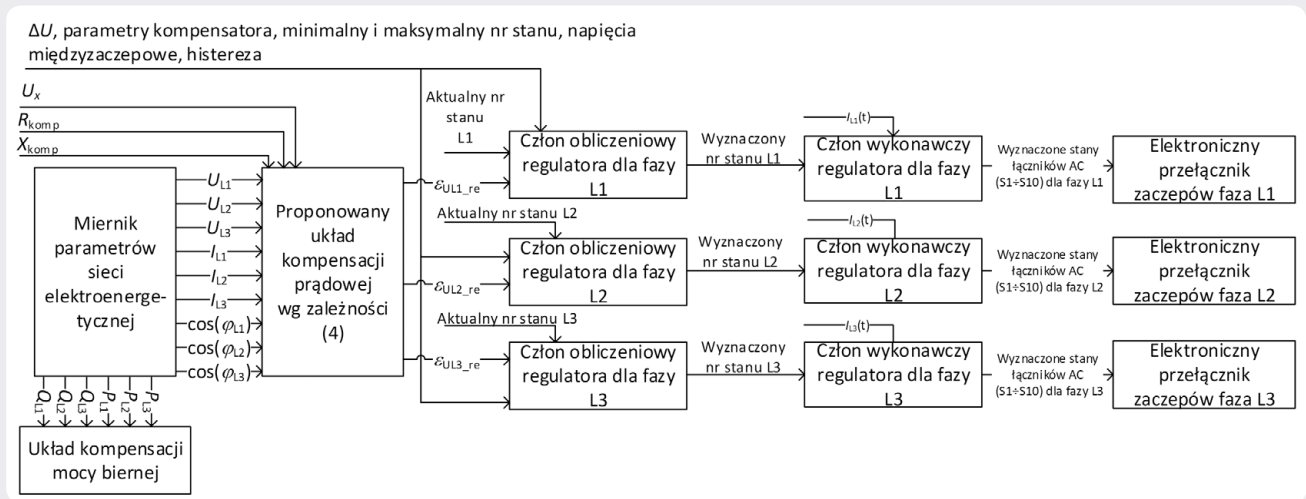 ΔU, parametry kompensatora, minimalny i maksymalny nr stanu, napięcia
międzyzaczepowe, histereza
Ux
Rkomp
Xkomp
Miernik
parametrów
sieci
elektroenerge-
tycznej
UL1
UL2
UL3
IL1
IL2
IL3
cos(φL1)
cos(φL2)
cos(φL3)
QL1
QL2
QL3
PL1
PL2
PL3
Układ kompensacji
mocy biernej
Proponowany
układ
kompensacji
prądowej
wg zależności
(4)
Aktualny nr
stanu
L1
εUL1_re
Człon obliczeniowy
regulatora dla fazy
L1
Wyznaczony
nr stanu L1
IL1(t)
Człon wykonawczy
regulatora dla fazy
L1
Wyznaczone stany
łączników AC
(S1÷S10) dla fazy L1
Elektroniczny
przełącznik
zaczepów faza L1
Aktualny nr stanu L2
εUL2_re
Człon obliczeniowy
regulatora dla fazy
L2
Wyznaczony
nr stanu L2
IL2(t)
Człon wykonawczy
regulatora dla fazy
L2
Wyznaczone stany
łączników AC
(S1÷S10) dla fazy L2
Elektroniczny
przełącznik
zaczepów faza L2
Aktualny nr stanu L3
εUL3_re
Człon obliczeniowy
regulatora dla fazy
L3
Wyznaczony
nr stanu L3
IL3(t)
Człon wykonawczy
regulatora dla fazy
L3
Wyznaczone stany
łączników AC
(S1÷S10) dla fazy L3
Elektroniczny
przełącznik
zaczepów faza L3